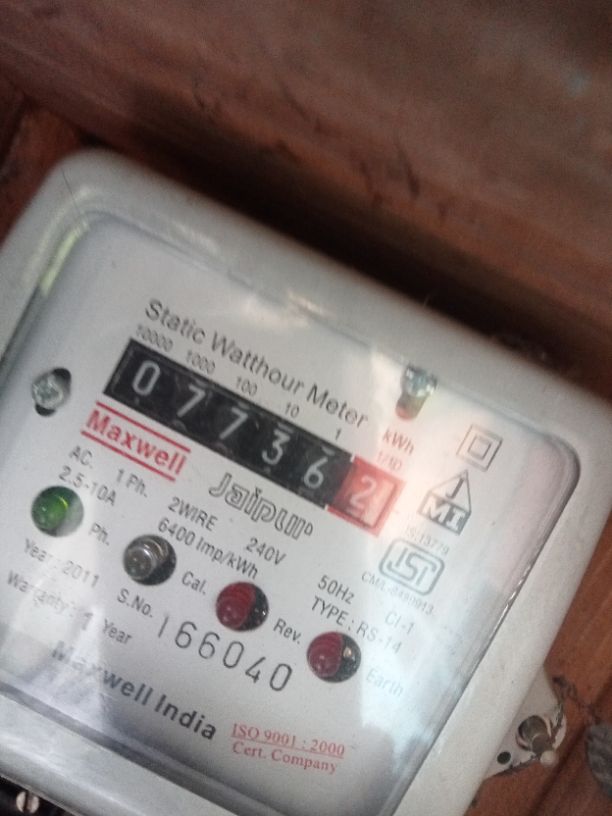 Static Watthour Meter
10000 1000 100 10 1 1/10
kWh
0 7 7 3 6 2
Maxwell
Jaipur
J
MI
IS:13779
ISI
CM/L-8490913
AC. 1 Ph. 2WIRE 240V 50Hz Cl-1
2.5-10A 6400 Imp/kWh TYPE : RS-14
Ph. Cal. Rev. Earth
Year: 2011 S.No. 166040
Warranty: 1 Year
Maxwell India
ISO 9001 : 2000
Cert. Company